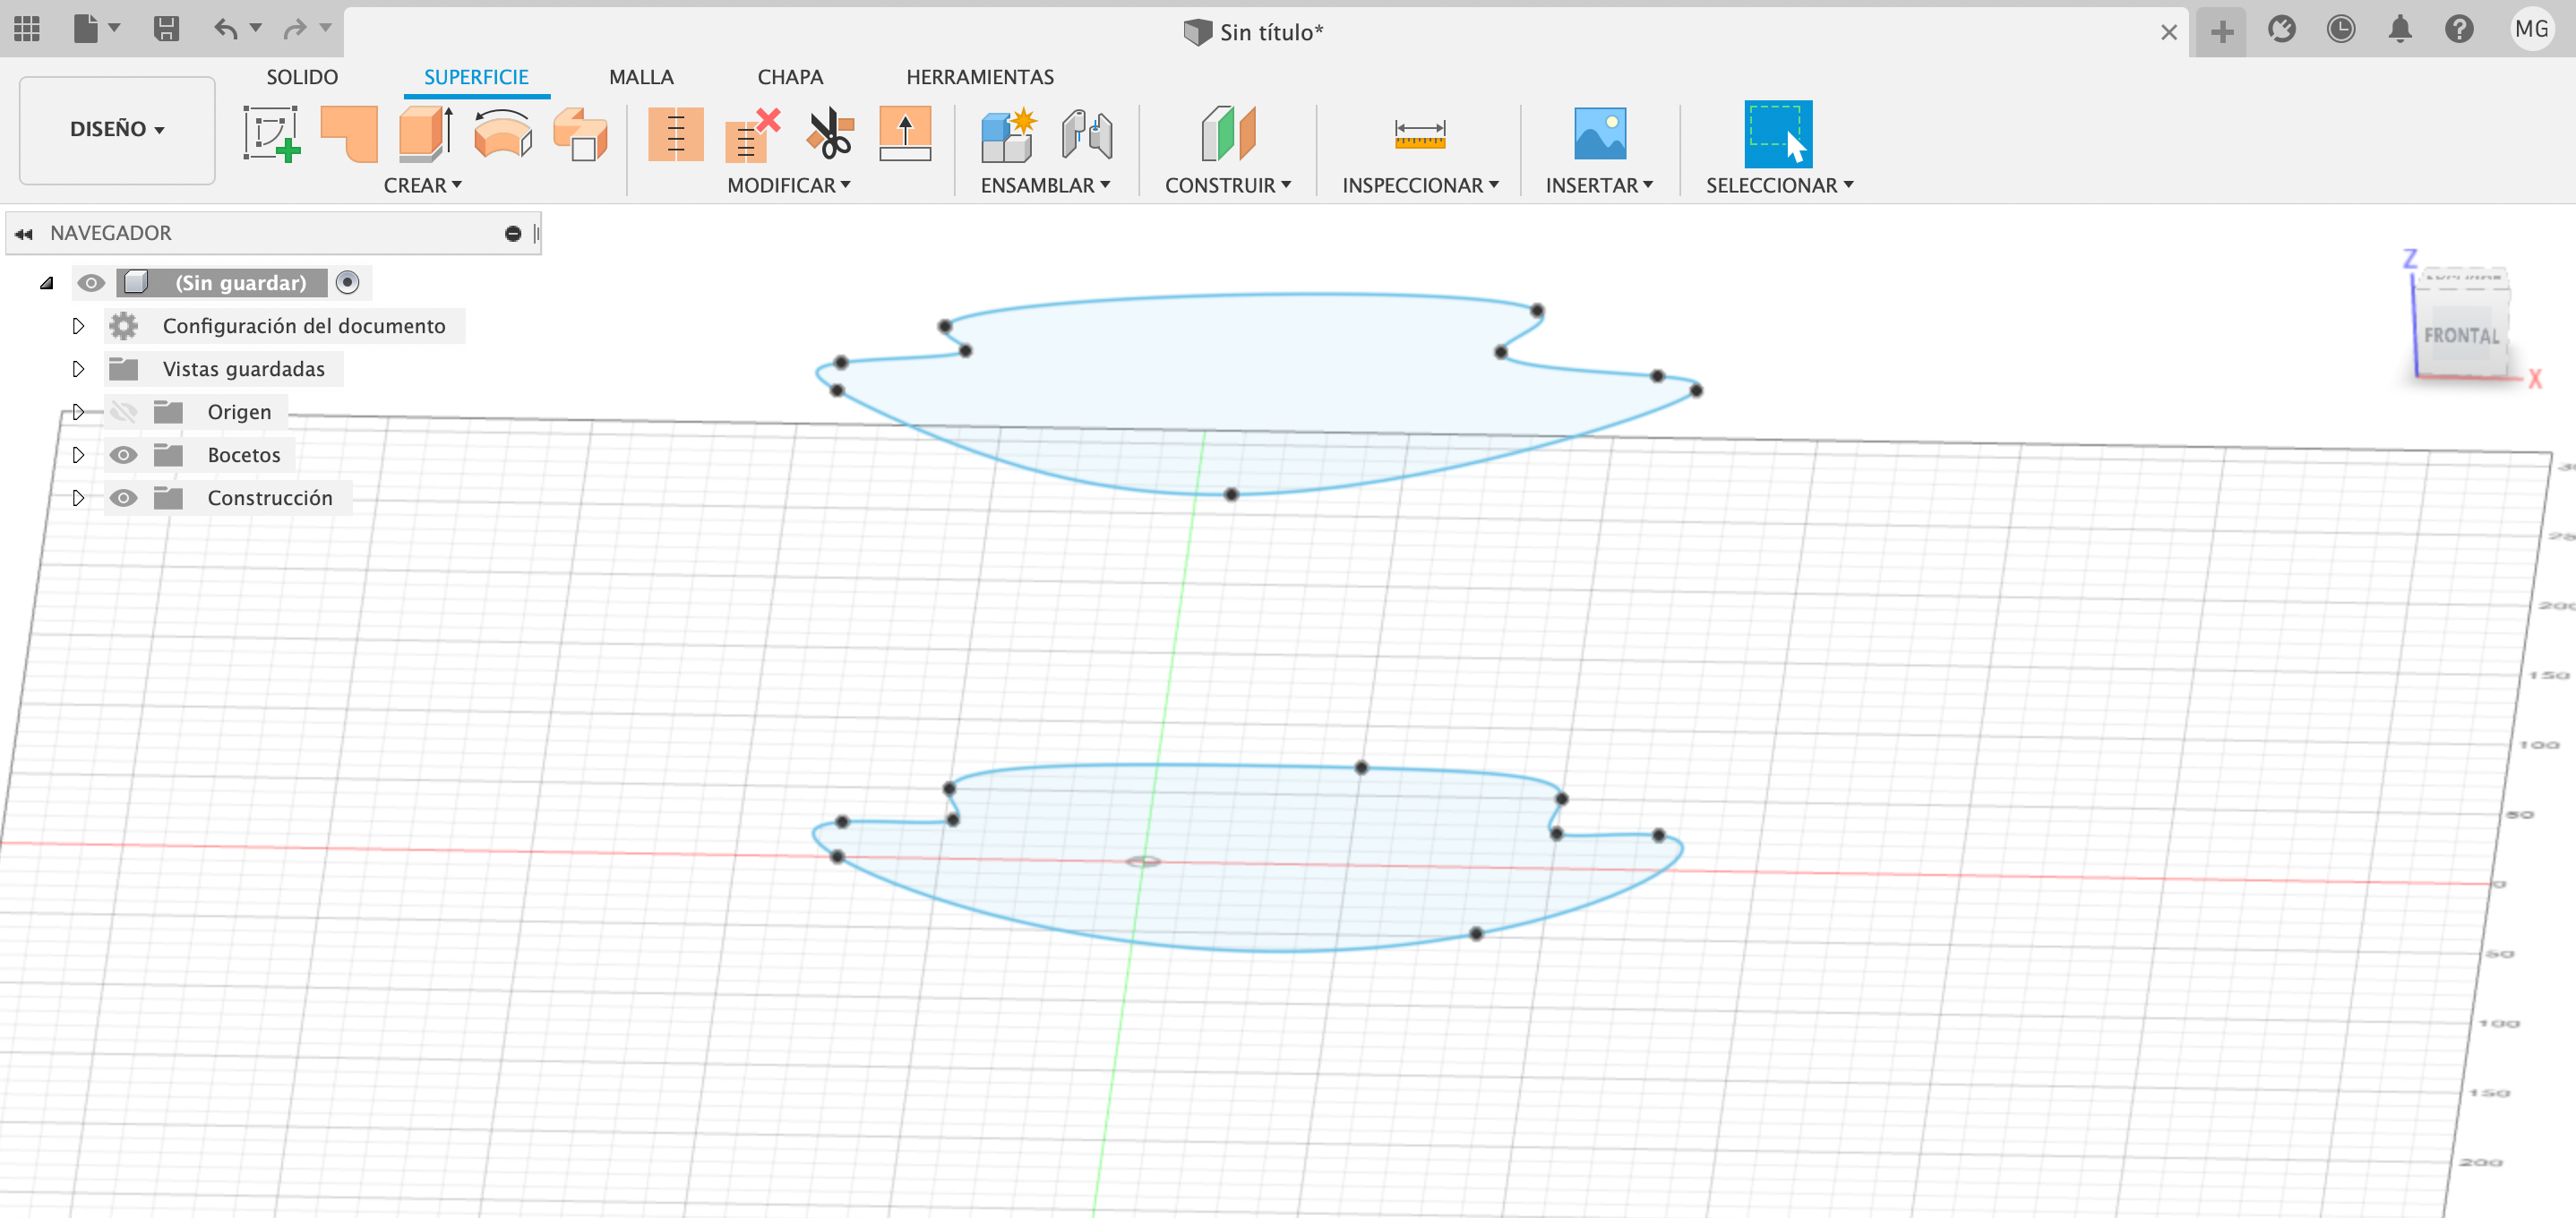 Sin título*
MG
SOLIDO SUPERFICIE MALLA CHAPA HERRAMIENTAS
DISEÑO
CREAR MODIFICAR ENSAMBLAR CONSTRUIR INSPECCIONAR INSERTAR SELECCIONAR
NAVEGADOR
(Sin guardar)
Configuración del documento
Vistas guardadas
Origen
Bocetos
Construcción
Z
FRONTAL
X
200
150
100
50
0
50
100
150
200